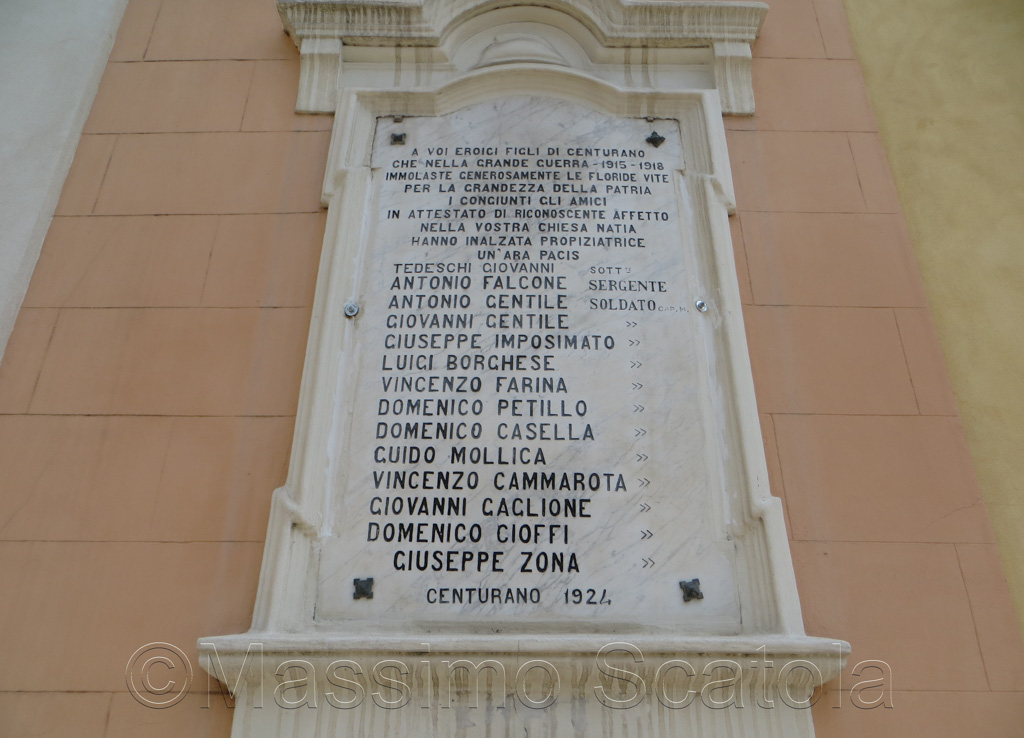 A VOI EROICI FIGLI DI CENTURANO
CHE NELLA GRANDE GUERRA - 1915 - 1918
IMMOLASTE GENEROSAMENTE LE FLORIDE VITE
PER LA GRANDEZZA DELLA PATRIA
I CONGIUNTI GLI AMICI
IN ATTESTATO DI RICONOSCENTE AFFETTO
NELLA VOSTRA CHIESA NATIA
HANNO INALZATA PROPIZIATRICE
UN'ARA PACIS
TEDESCHI GIOVANNI
ANTONIO FALCONE SERGENTE
ANTONIO GENTILE SOLDATO
GIOVANNI GENTILE »
GIUSEPPE IMPOSIMATO »
LUIGI BORGHESE »
VINCENZO FARINA »
DOMENICO PETILLO »
DOMENICO CASELLA »
GUIDO MOLLICA »
VINCENZO CAMMAROTA »
GIOVANNI GAGLIONE »
DOMENICO CIOFFI »
GIUSEPPE ZONA »
CENTURANO 1924
©Massimo Scatola